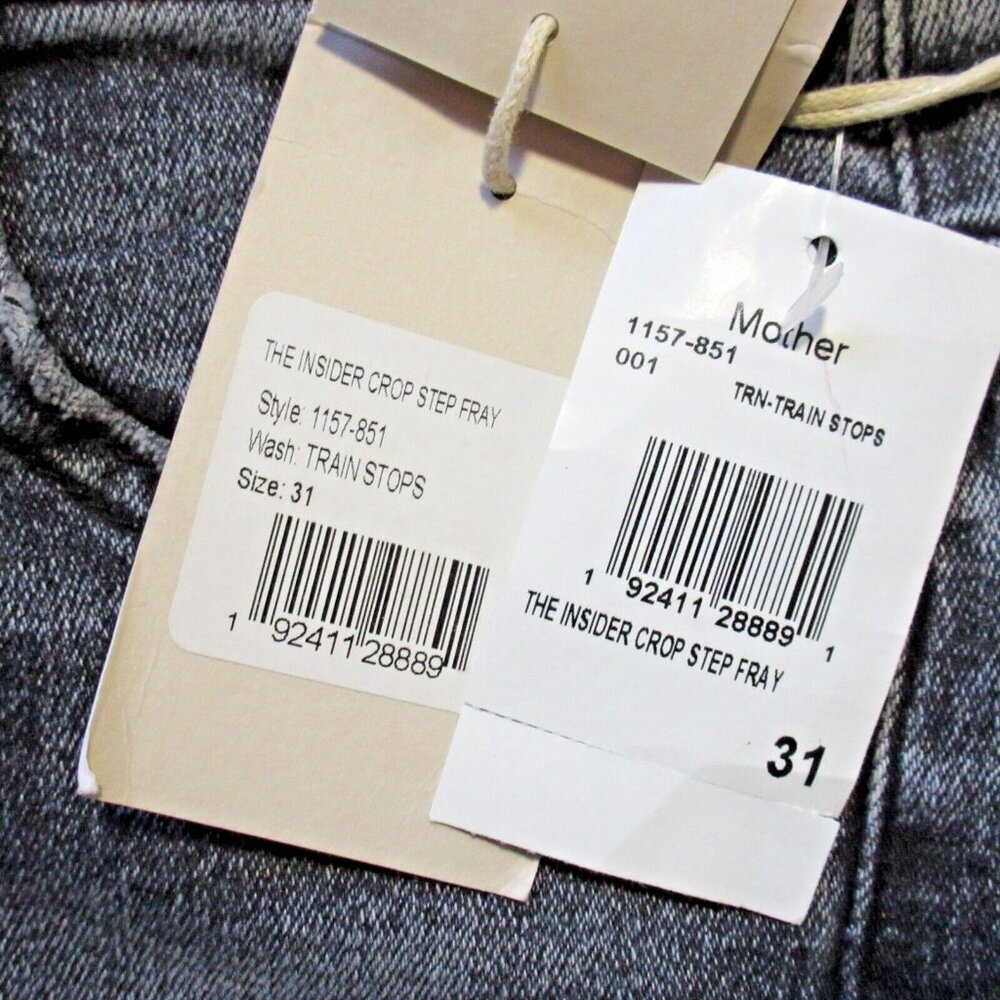 THE INSIDER CROP STEP FRAY
Style: 1157-851
Wash: TRAIN STOPS
Size: 31
1 92411 28889
Mother
1157-851
001
TRN-TRAIN STOPS
1 92411 28889 1
THE INSIDER CROP STEP FRAY
31